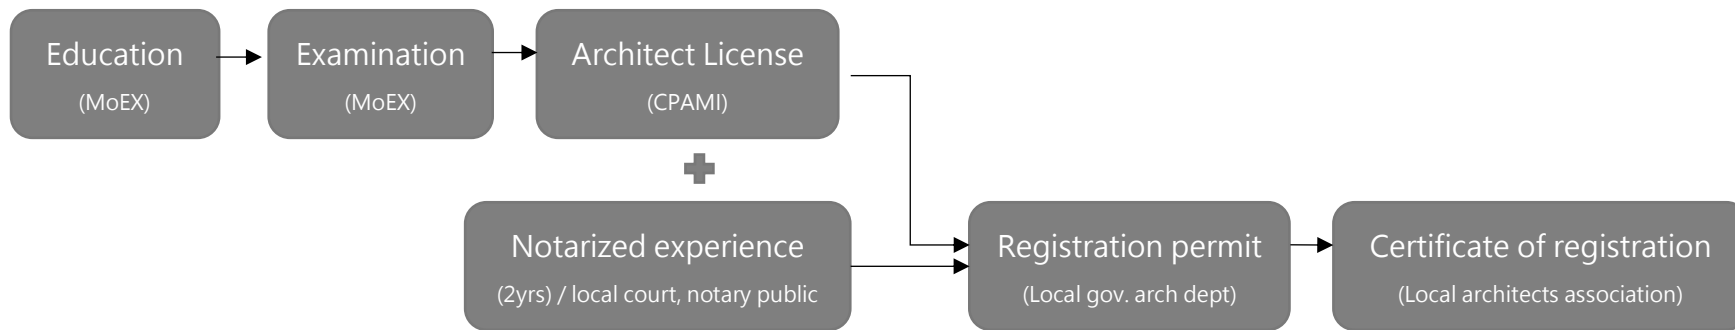 Education
(MoEX)
Examination
(MoEX)
Architect License
(CPAMI)
Notarized experience
(2yrs) / local court, notary public
Registration permit
(Local gov. arch dept)
Certificate of registration
(Local architects association)